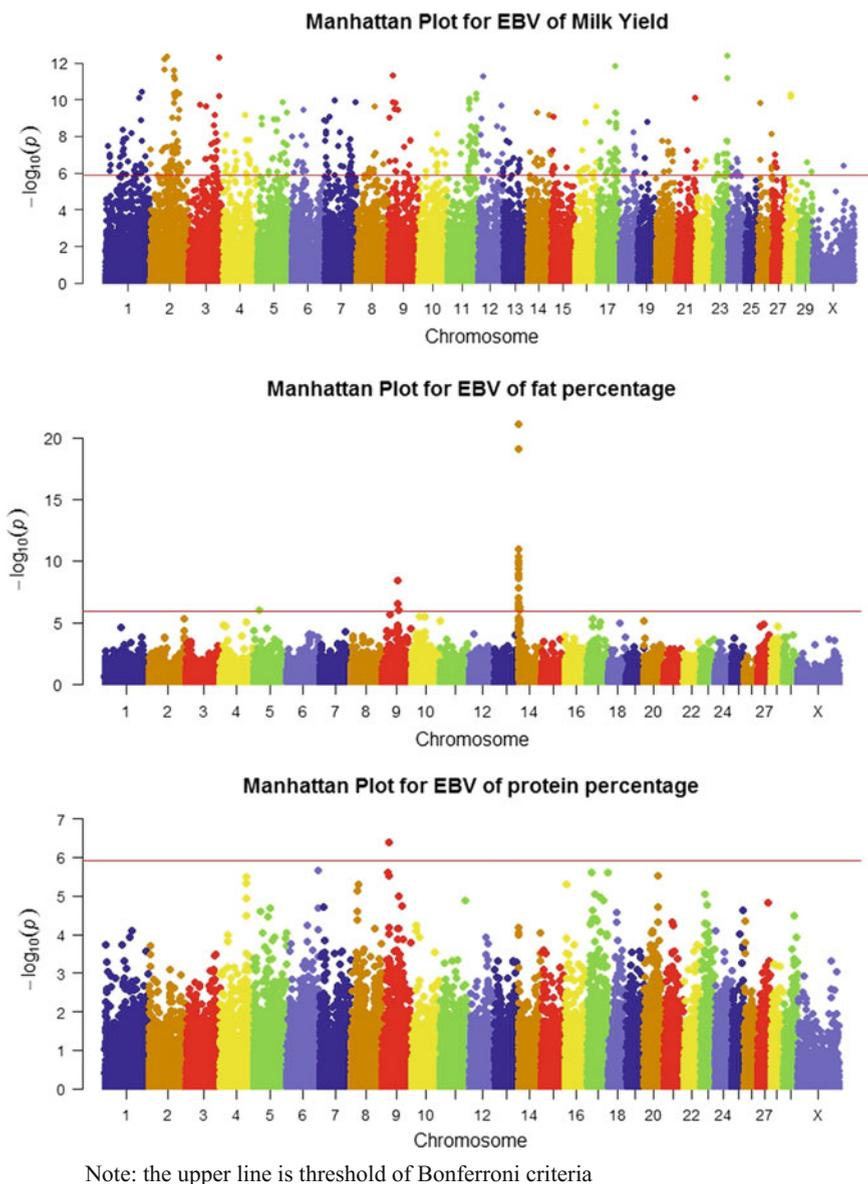 Manhattan Plot for EBV of Milk Yield
12
10
8
6
4
2
0
−log₁₀(p)
1 2 3 4 5 6 7 8 9 10 11 12 13 14 15 17 19 21 23 25 27 29 X
Chromosome
Manhattan Plot for EBV of fat percentage
20
15
10
5
0
−log₁₀(p)
1 2 3 4 5 6 7 8 9 10 12 14 16 18 20 22 24 27 X
Chromosome
Manhattan Plot for EBV of protein percentage
7
6
5
4
3
2
1
0
−log₁₀(p)
1 2 3 4 5 6 7 8 9 10 12 14 16 18 20 22 24 27 X
Chromosome
Note: the upper line is threshold of Bonferroni criteria